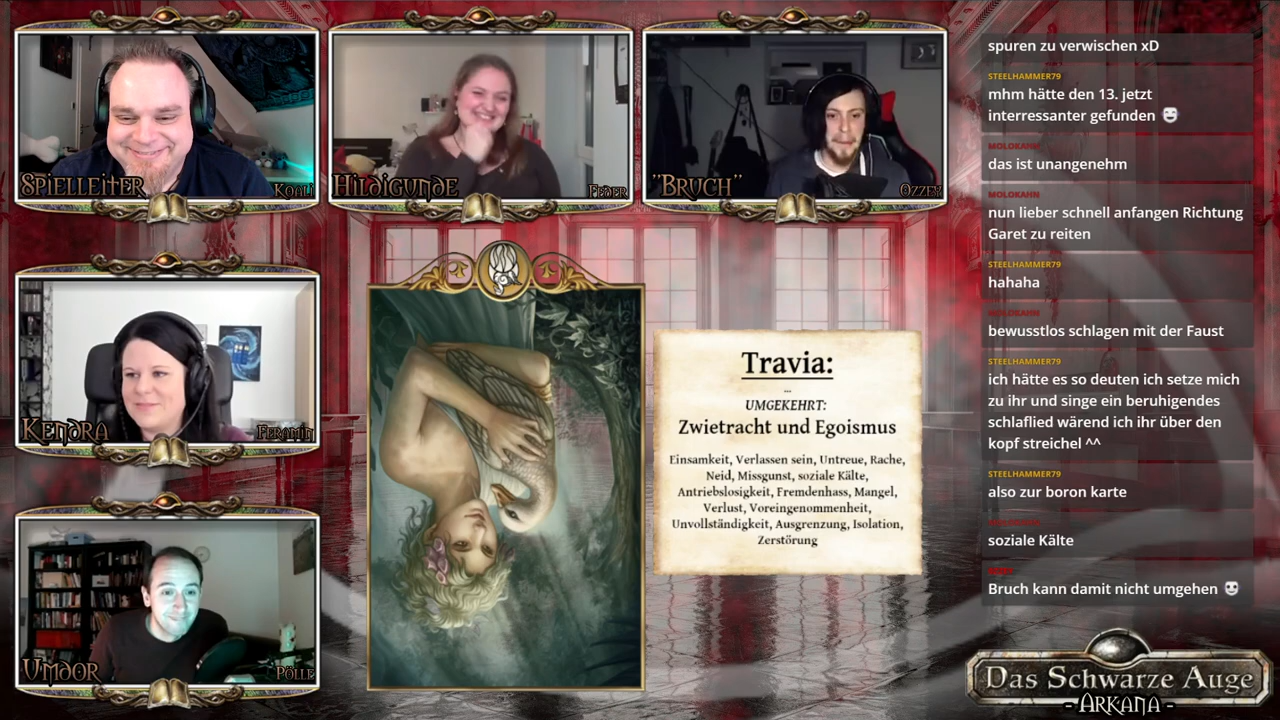 SPIELLEITER
KOALI
HILDIGUNDE
FEDER
"BRUCH"
OZZEY
KENDRA
FERAMIN
UMDOR
PÖLLE
Travia:
...
UMGEKEHRT:
Zwietracht und Egoismus
Einsamkeit, Verlassen sein, Untreue, Rache,
Neid, Missgunst, soziale Kälte,
Antriebslosigkeit, Fremdenhass, Mangel,
Verlust, Voreingenommenheit,
Unvollständigkeit, Ausgrenzung, Isolation,
Zerstörung
spuren zu verwischen xD
STEELHAMMER79
mhm hätte den 13. jetzt
interressanter gefunden
MOLOKAHN
das ist unangenehm
MOLOKAHN
nun lieber schnell anfangen Richtung
Garet zu reiten
STEELHAMMER79
hahaha
MOLOKAHN
bewusstlos schlagen mit der Faust
STEELHAMMER79
ich hätte es so deuten ich setze mich
zu ihr und singe ein beruhigendes
schlaflied wärend ich ihr über den
kopf streichel ^^
STEELHAMMER79
also zur boron karte
soziale Kälte
Bruch kann damit nicht umgehen
DAS SCHWARZE AUGE
- ARKANA -